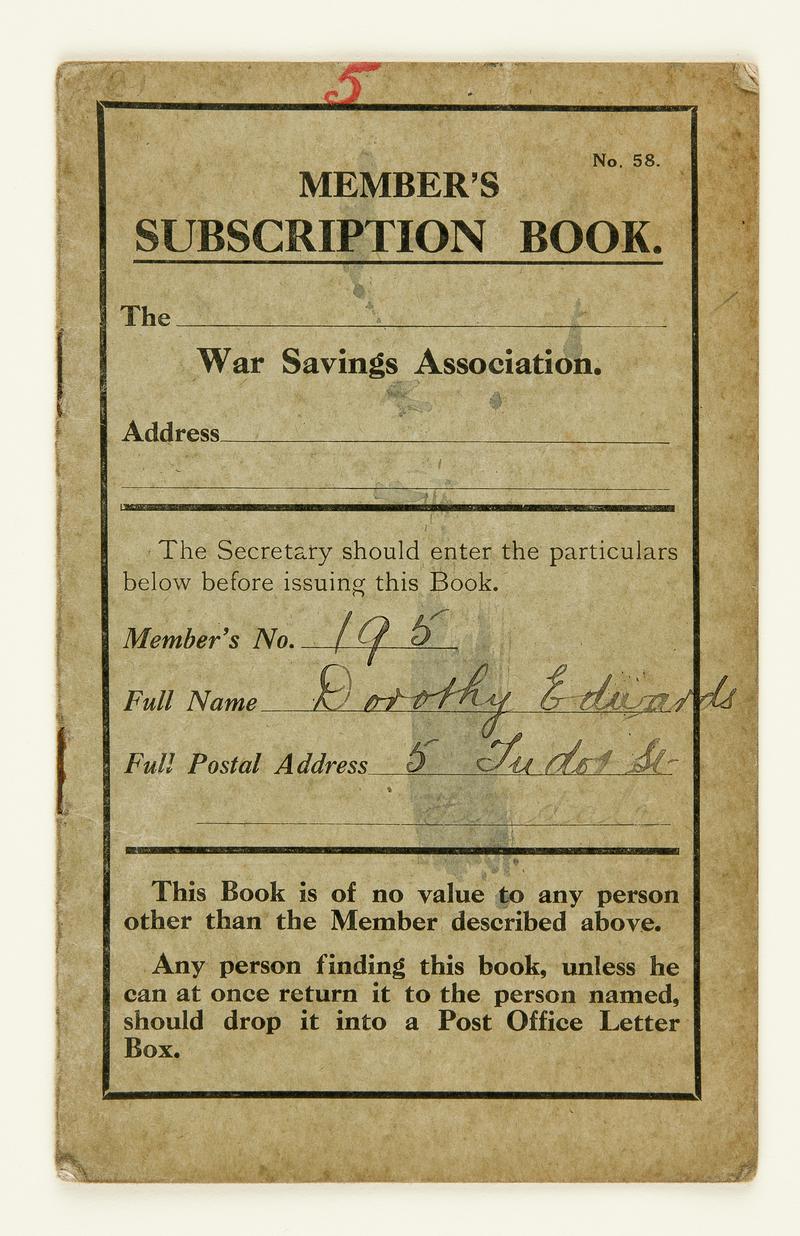 5
No. 58.
MEMBER'S
SUBSCRIPTION BOOK.
The
War Savings Association.
Address
The Secretary should enter the particulars
below before issuing this Book.
Member's No. 195
Full Name Dorothy Edwards
Full Postal Address 5 Tudor St
This Book is of no value to any person
other than the Member described above.
Any person finding this book, unless he
can at once return it to the person named,
should drop it into a Post Office Letter
Box.